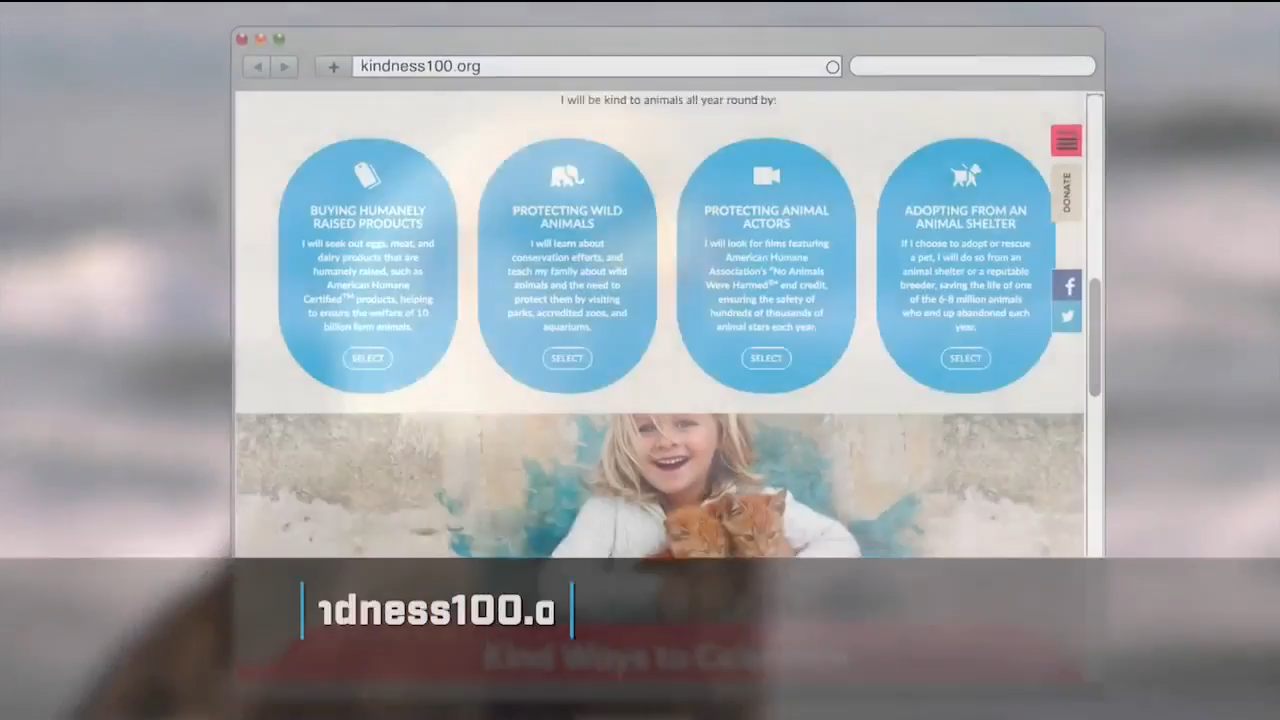 kindness100.org
I will be kind to animals all year round by:
BUYING HUMANELY
RAISED PRODUCTS
I will seek out eggs, meat, and
dairy products that are
humanely raised, such as
American Humane
Certified™ products, helping
to ensure the welfare of 10
billion farm animals.
SELECT
PROTECTING WILD
ANIMALS
I will learn about
conservation efforts, and
teach my family about wild
animals and the need to
protect them by visiting
parks, accredited zoos, and
aquariums.
SELECT
PROTECTING ANIMAL
ACTORS
I will look for films featuring
American Humane
Association's "No Animals
Were Harmed®" end credit,
ensuring the safety of
hundreds of thousands of
animal stars each year.
SELECT
ADOPTING FROM AN
ANIMAL SHELTER
If I choose to adopt or rescue
a pet, I will do so from an
animal shelter or a reputable
breeder, saving the life of one
of the 6-8 million animals
who end up abandoned each
year.
SELECT
DONATE
ndness100.o
Kind Ways to